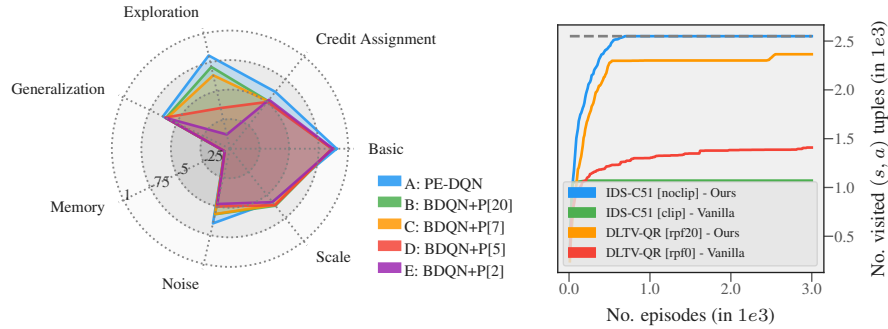 Exploration
Credit Assignment
Generalization
Basic
.25
-.5
-.75
-1
Memory
Noise
Scale
A: PE-DQN
B: BDQN+P[20]
C: BDQN+P[7]
D: BDQN+P[5]
E: BDQN+P[2]
2.5
2.0
1.5
1.0
0.5
No. visited (s, a) tuples (in 1e3)
IDS-C51 [noclip] - Ours
IDS-C51 [clip] - Vanilla
DLTV-QR [rpf20] - Ours
DLTV-QR [rpf0] - Vanilla
0.0 1.0 2.0 3.0
No. episodes (in 1e3)